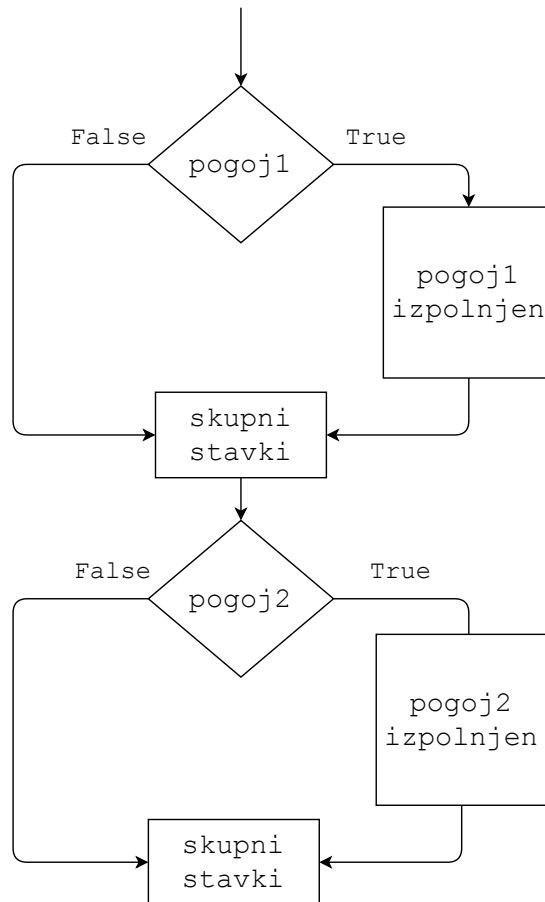 False
True
pogoj1
pogoj1
izpolnjen
skupni
stavki
False
True
pogoj2
pogoj2
izpolnjen
skupni
stavki